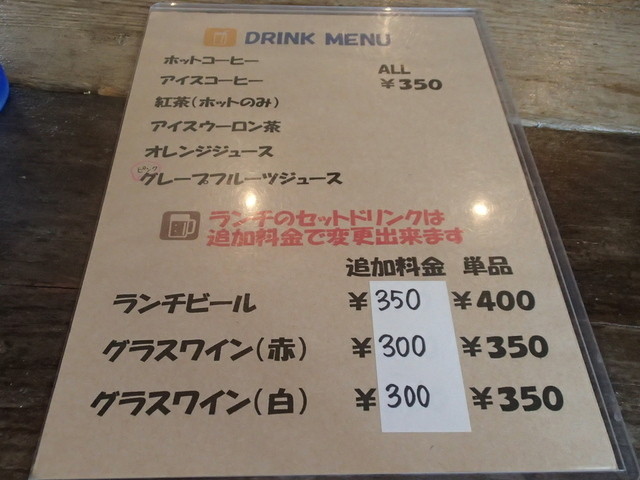 DRINK MENU
ホットコーヒー
アイスコーヒー
ALL
¥350
紅茶(ホットのみ)
アイスウーロン茶
オレンジジュース
ピンク
グレープフルーツジュース
ランチのセットドリンクは
追加料金で変更出来ます
追加料金 単品
ランチビール ¥350 ¥400
グラスワイン(赤) ¥300 ¥350
グラスワイン(白) ¥300 ¥350